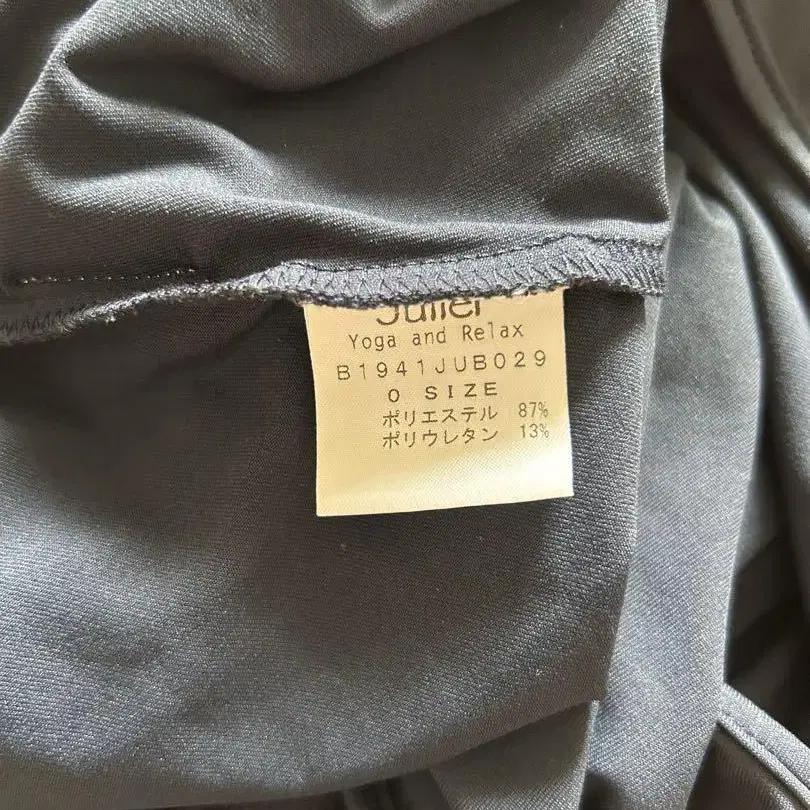 Julier
Yoga and Relax
B1941JUB029
0 SIZE
ポリエステル 87%
ポリウレタン 13%